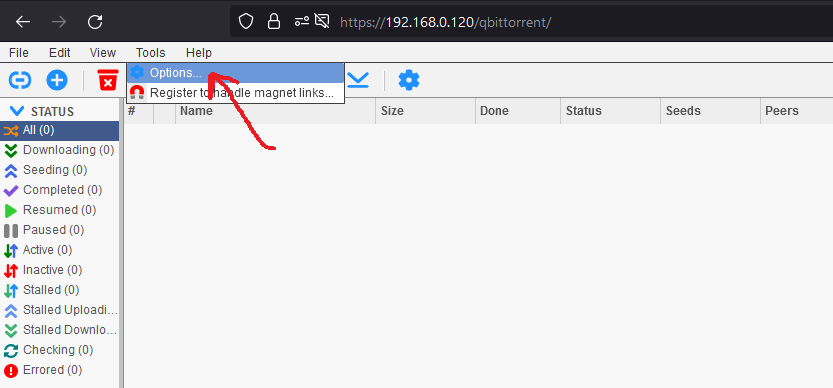 https://192.168.0.120/qbittorrent/
File Edit View Tools Help
Options...
Register to handle magnet links...
STATUS
# Name Size Done Status Seeds Peers
All (0)
Downloading (0)
Seeding (0)
Completed (0)
Resumed (0)
Paused (0)
Active (0)
Inactive (0)
Stalled (0)
Stalled Uploadi...
Stalled Downlo...
Checking (0)
Errored (0)